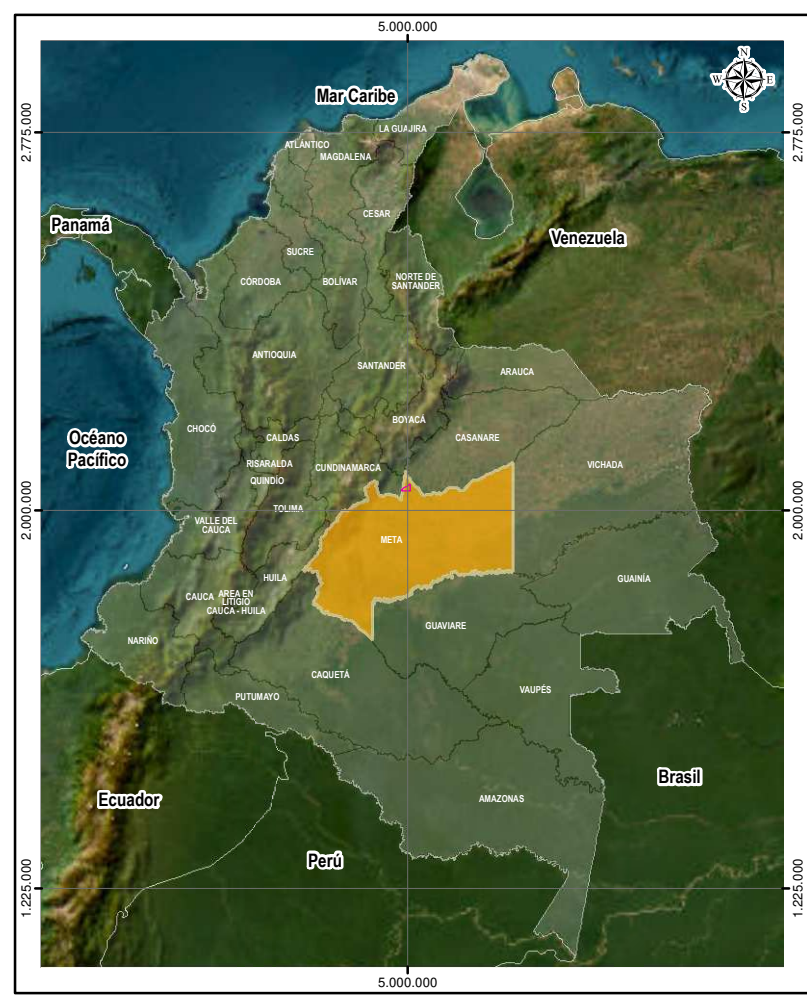 5.000.000
N
W
E
S
Mar Caribe
LA GUAJIRA
2.775.000
2.775.000
ATLÁNTICO
MAGDALENA
CESAR
Panamá
Venezuela
SUCRE
NORTE DE
SANTANDER
CÓRDOBA
BOLÍVAR
ANTIOQUIA
SANTANDER
ARAUCA
BOYACÁ
CHOCÓ
Océano
Pacífico
CALDAS
CASANARE
RISARALDA
CUNDINAMARCA
VICHADA
QUINDÍO
TOLIMA
2.000.000
2.000.000
VALLE DEL
CAUCA
META
HUILA
GUAINÍA
CAUCA
AREA EN
LITIGIO
CAUCA - HUILA
GUAVIARE
NARIÑO
CAQUETÁ
VAUPÉS
PUTUMAYO
Brasil
Ecuador
AMAZONAS
Perú
1.225.000
1.225.000
5.000.000